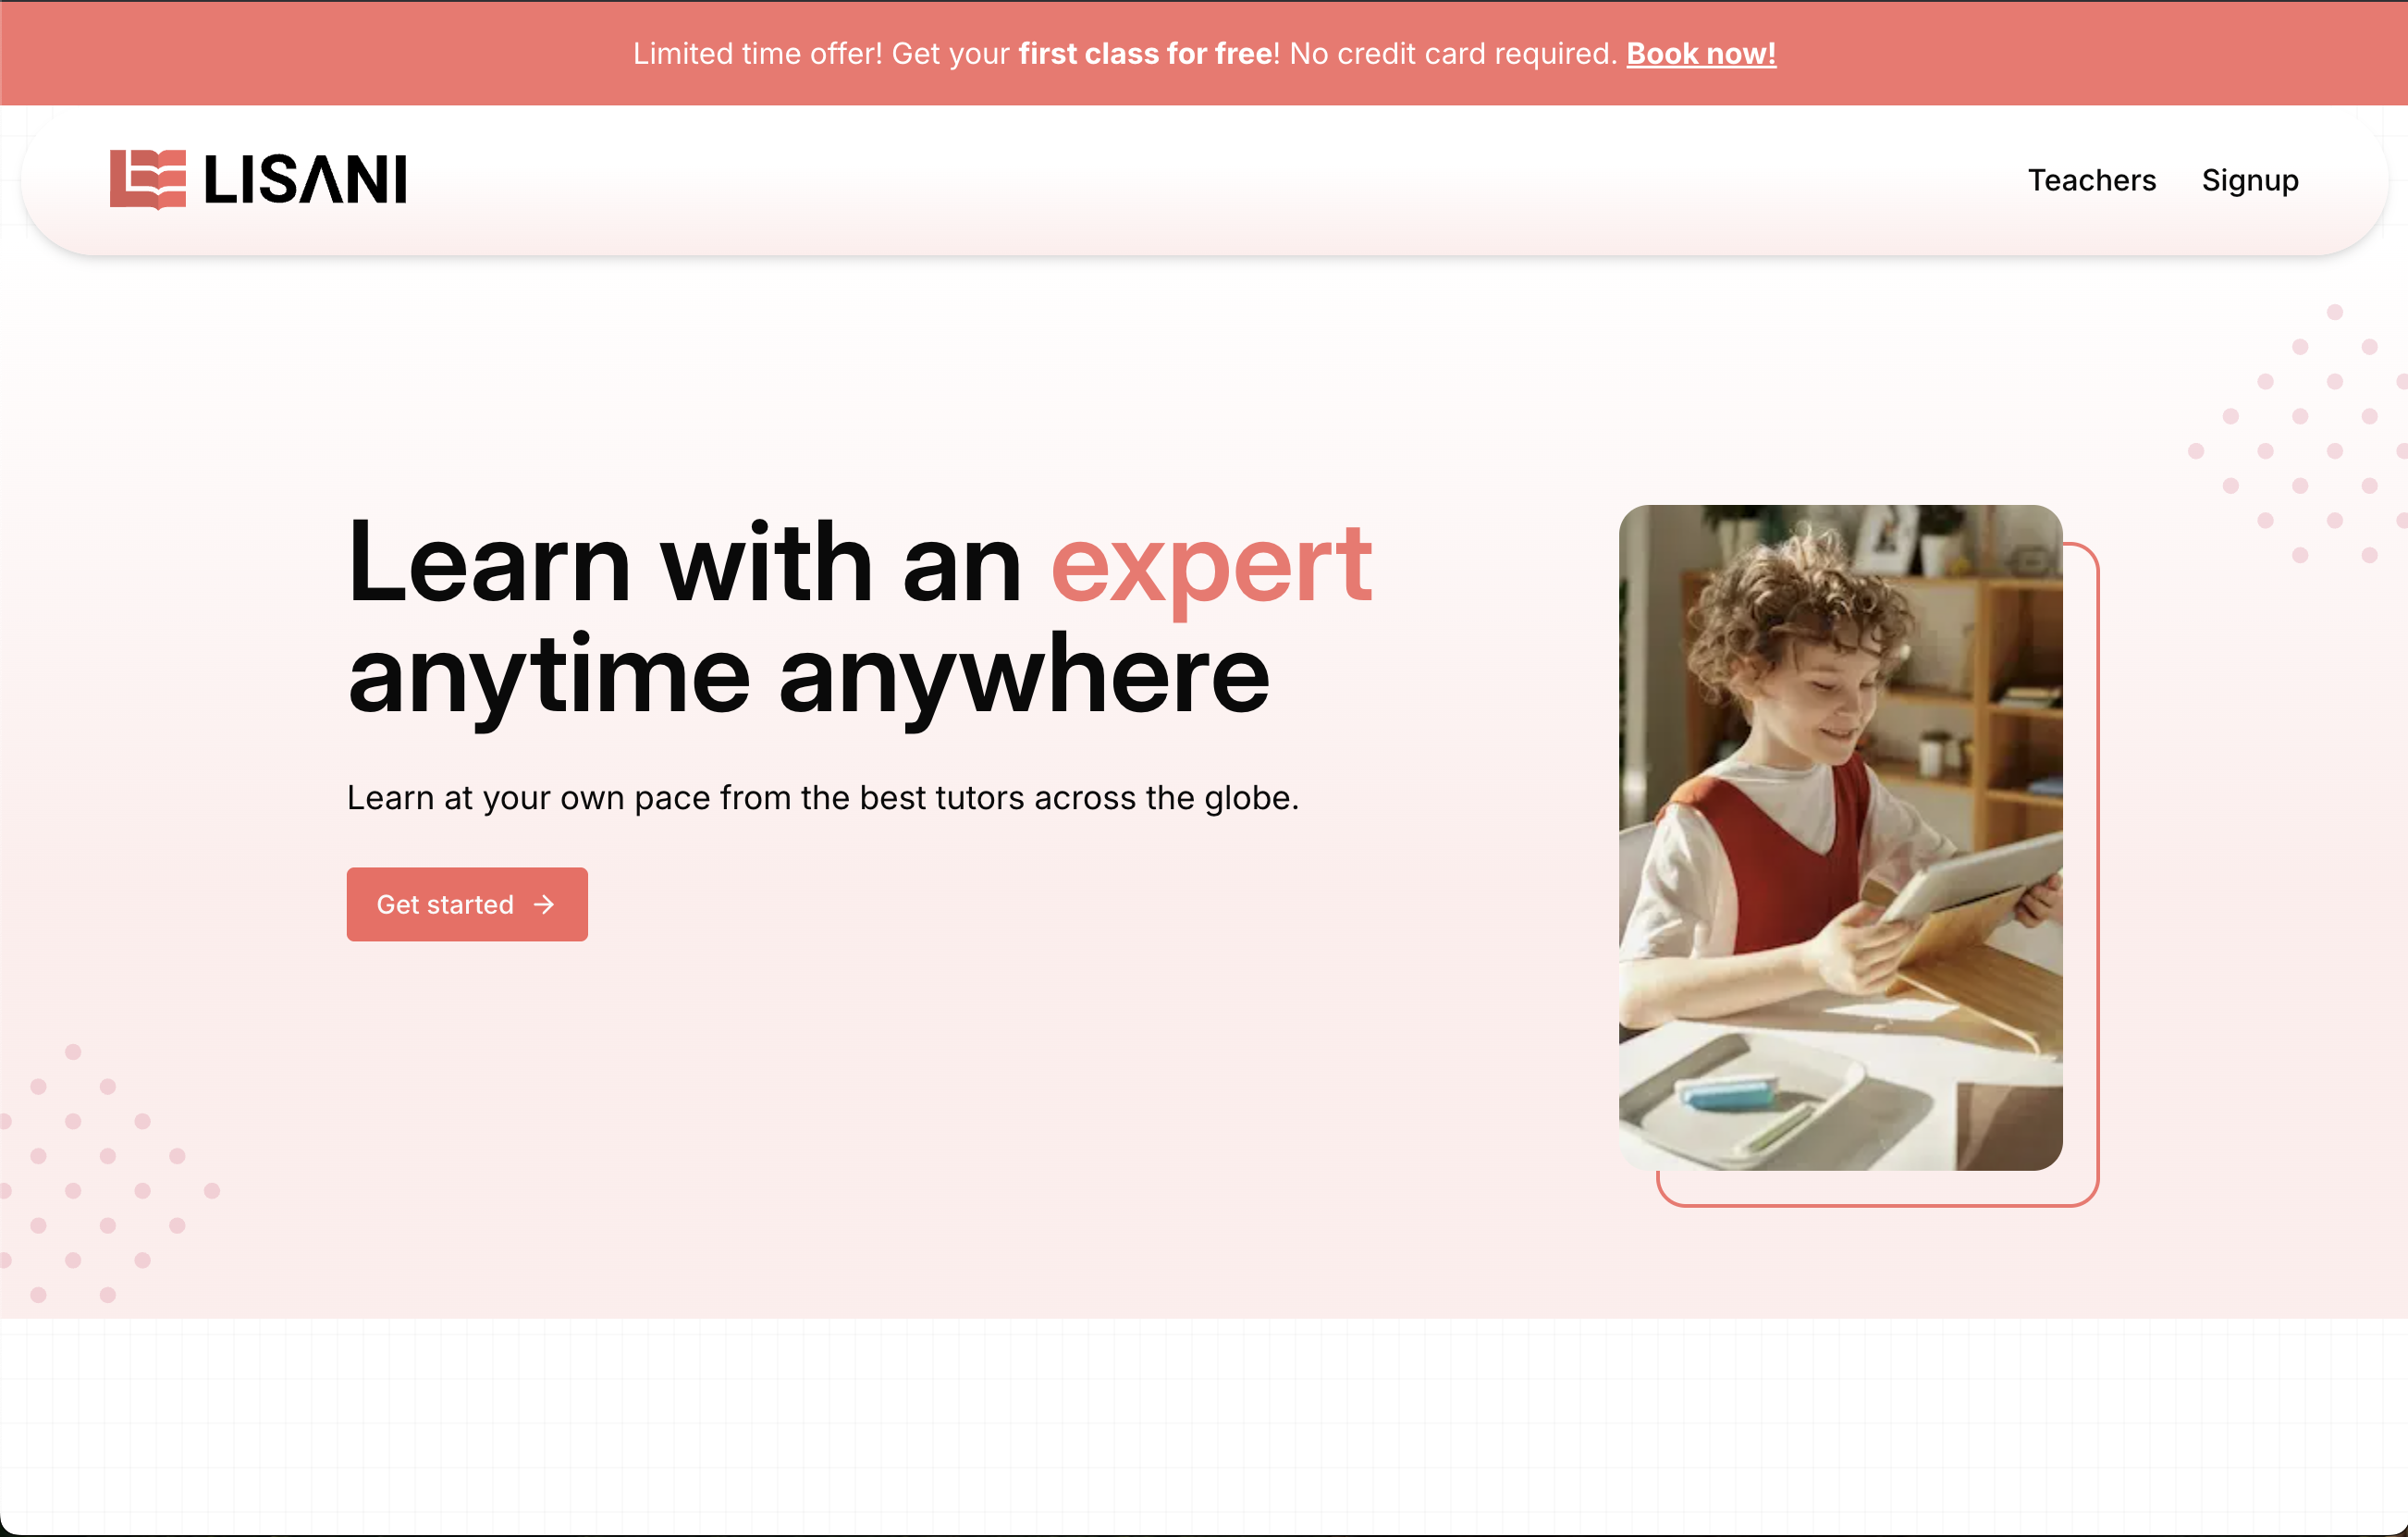 Limited time offer! Get your first class for free! No credit card required. Book now!
LISANI
Teachers
Signup
Learn with an expert
anytime anywhere
Learn at your own pace from the best tutors across the globe.
Get started →